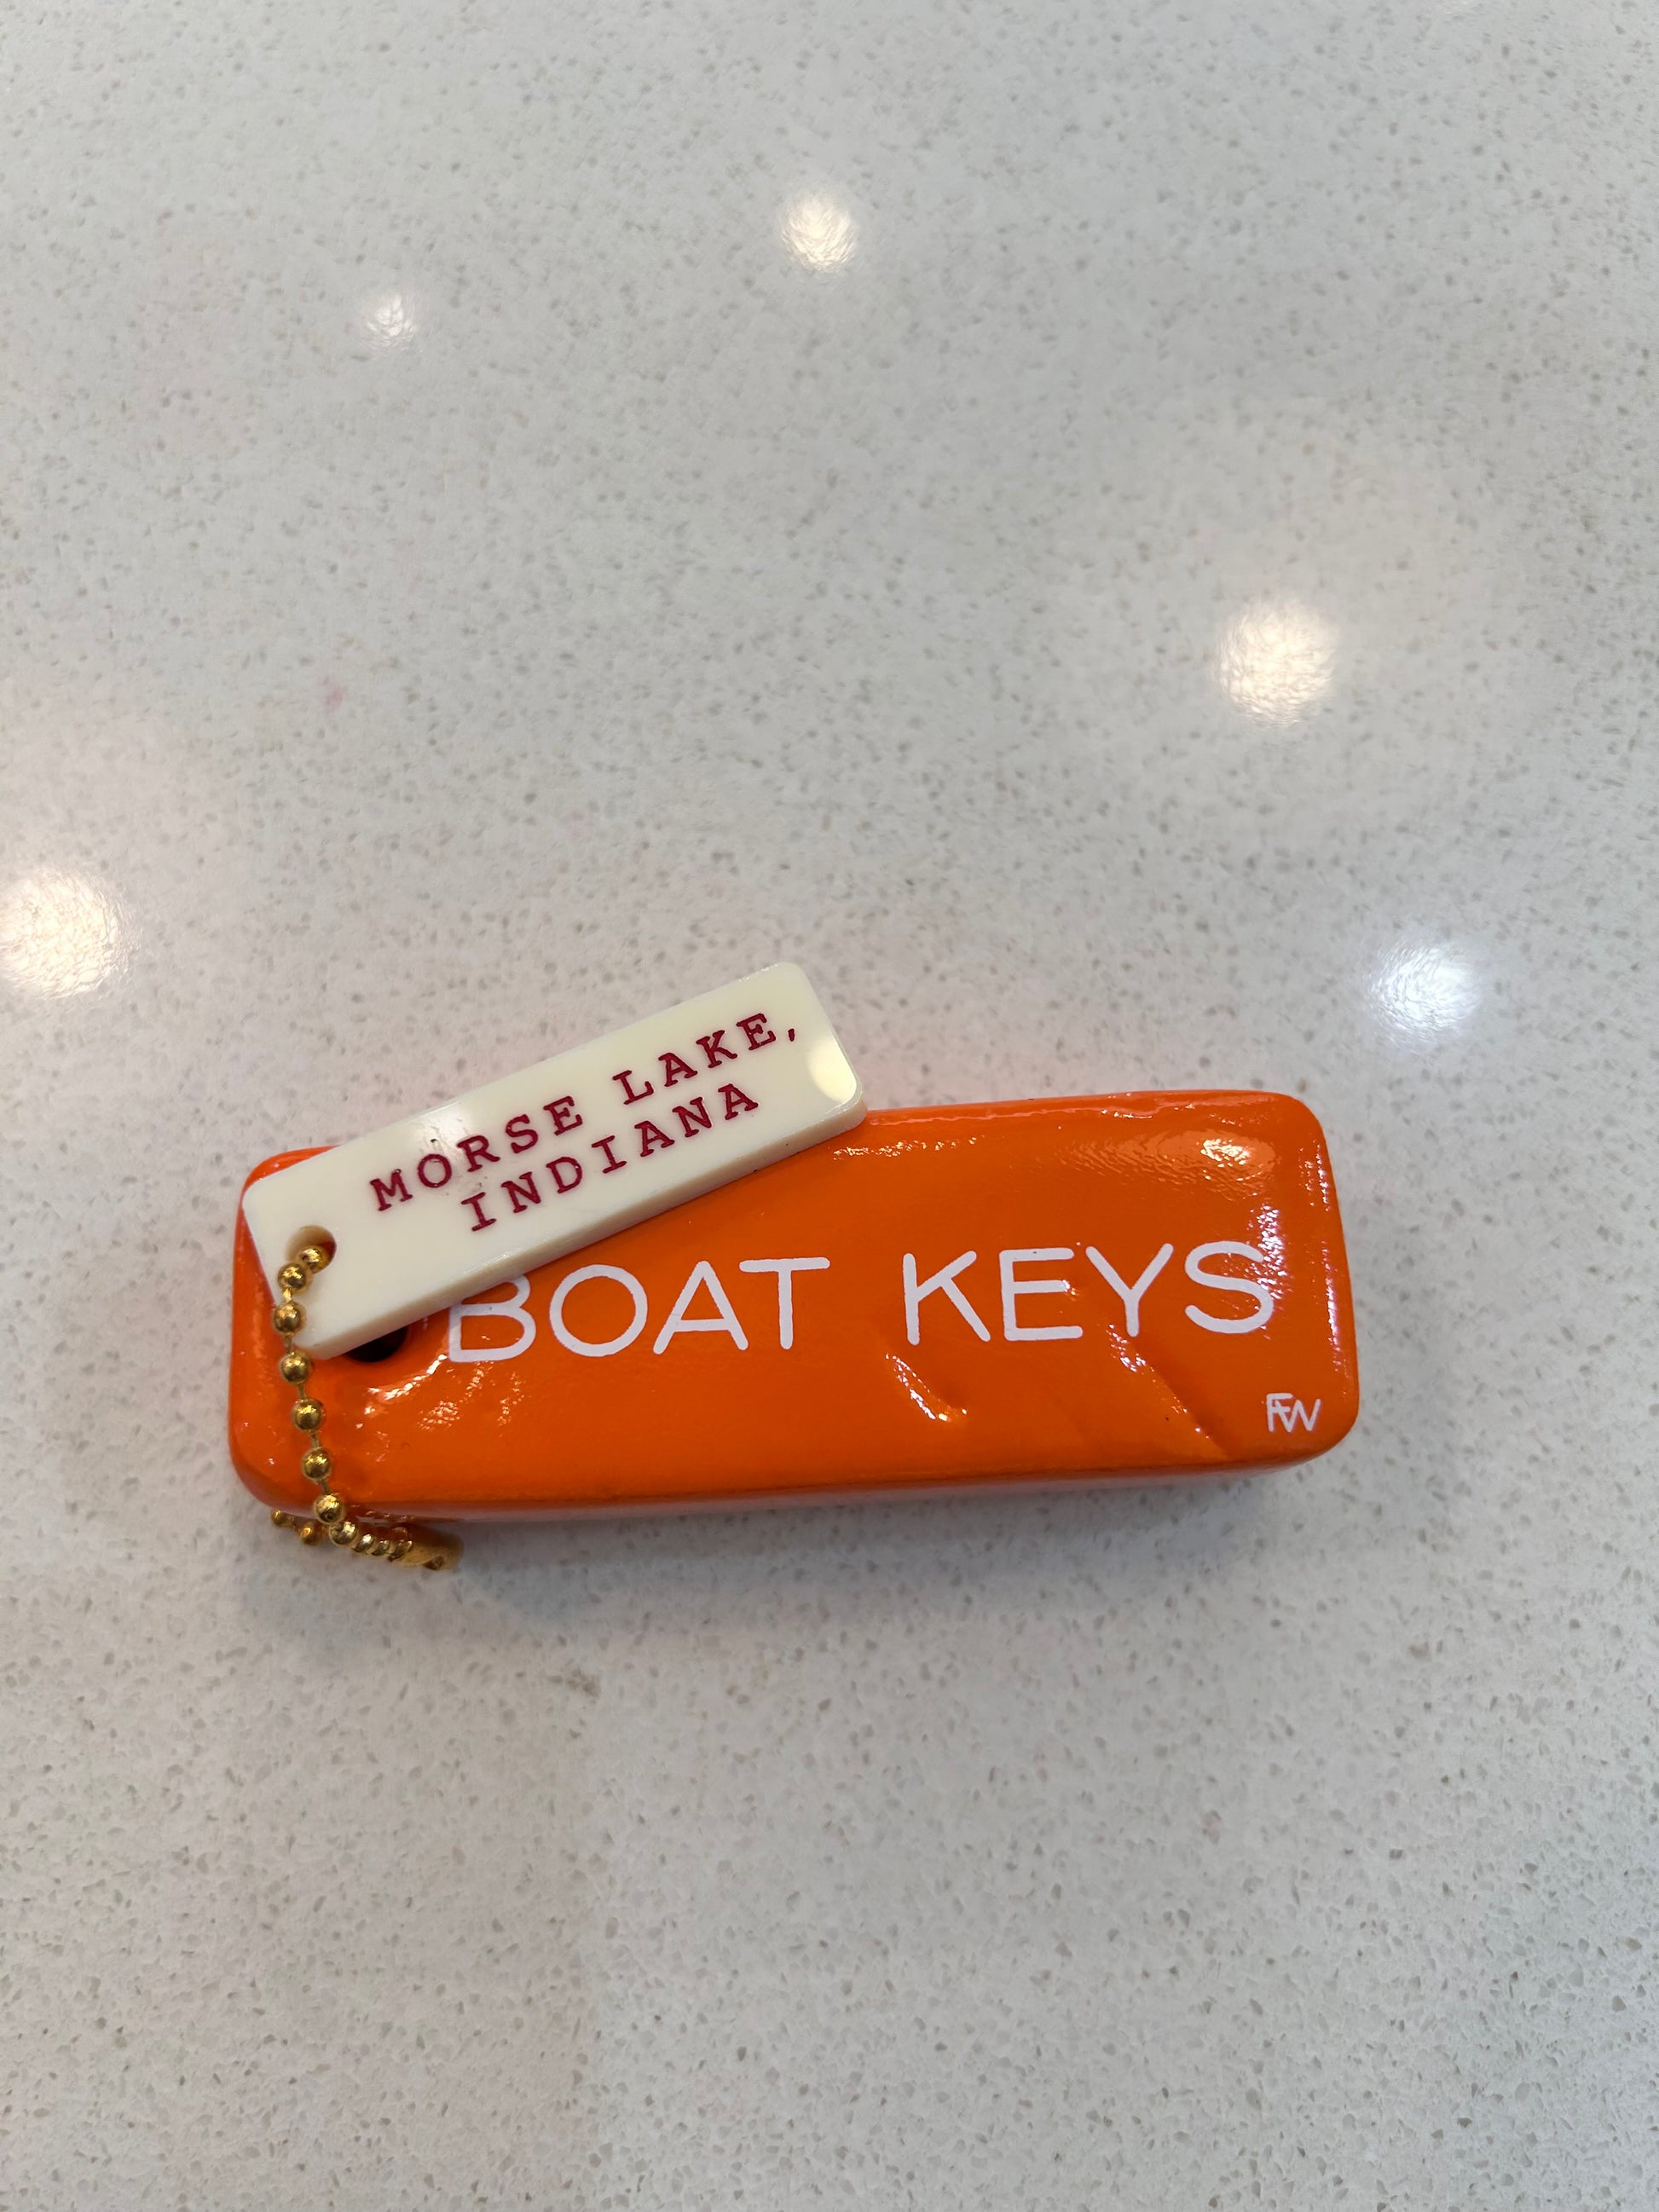 MORSE LAKE,
INDIANA
BOAT KEYS
FW